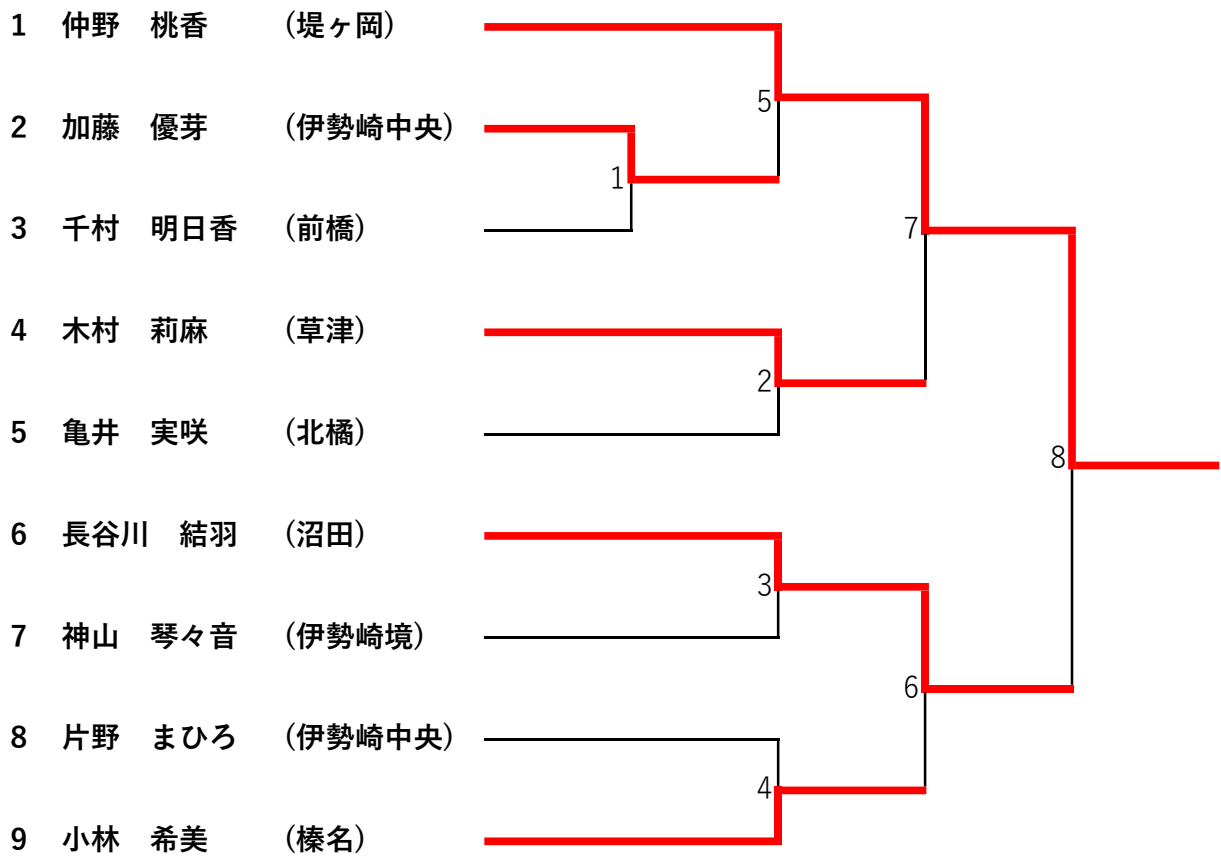 1 仲野 桃香 (堤ヶ岡)
5
2 加藤 優芽 (伊勢崎中央)
1
3 千村 明日香 (前橋)
7
4 木村 莉麻 (草津)
2
5 亀井 実咲 (北橘)
8
6 長谷川 結羽 (沼田)
3
7 神山 琴々音 (伊勢崎境)
6
8 片野 まひろ (伊勢崎中央)
4
9 小林 希美 (榛名)